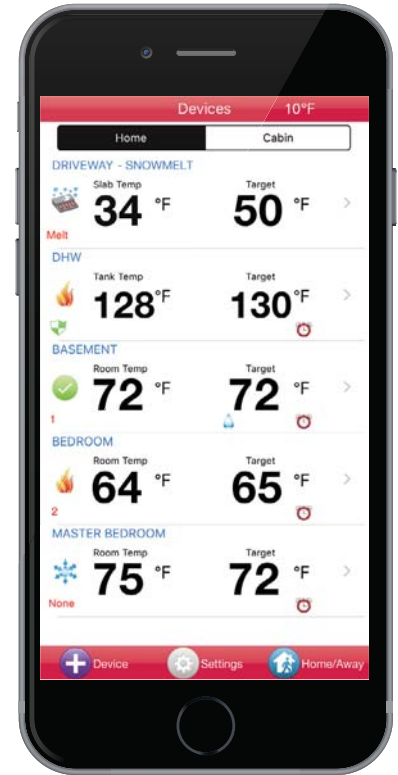 Devices 10°F
Home Cabin
DRIVEWAY - SNOWMELT
Slab Temp Target
34 °F 50 °F
Melt
DHW
Tank Temp Target
128 °F 130 °F
BASEMENT
Room Temp Target
72 °F 72 °F
1
BEDROOM
Room Temp Target
64 °F 65 °F
2
MASTER BEDROOM
Room Temp Target
75 °F 72 °F
None
Device Settings Home/Away